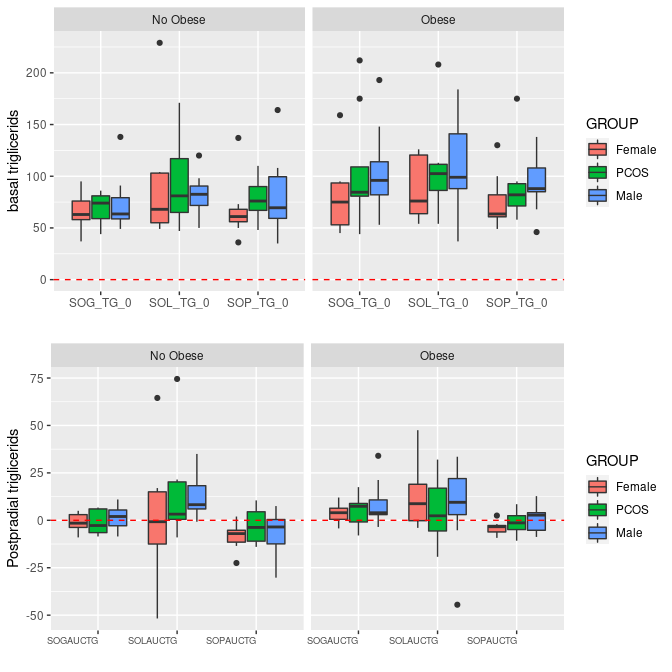 No Obese
Obese
basal triglicerids
200
150
100
50
0
SOG_TG_0 SOL_TG_0 SOP_TG_0
SOG_TG_0 SOL_TG_0 SOP_TG_0
GROUP
Female
PCOS
Male
No Obese
Obese
Postpradial triglicerids
75
50
25
0
-25
-50
SOGAUCTG SOLAUCTG SOPAUCTG
SOGAUCTG SOLAUCTG SOPAUCTG
GROUP
Female
PCOS
Male